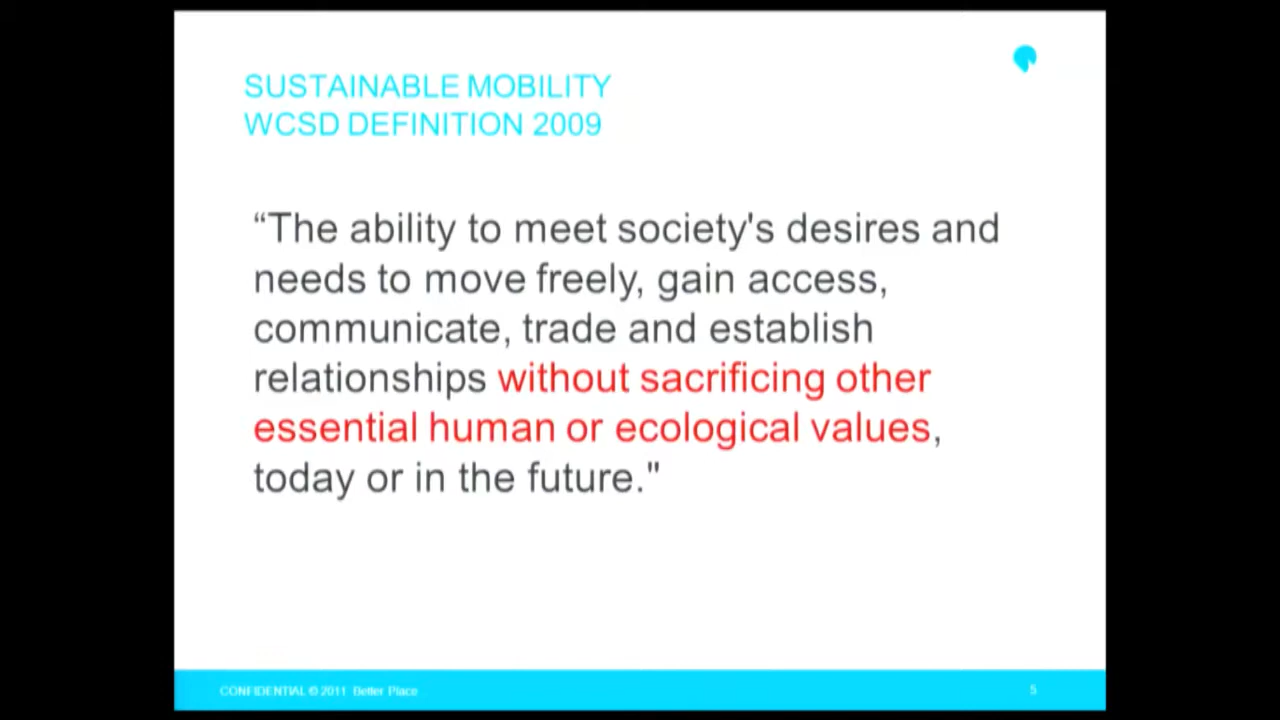 SUSTAINABLE MOBILITY
WCSD DEFINITION 2009
“The ability to meet society's desires and
needs to move freely, gain access,
communicate, trade and establish
relationships without sacrificing other
essential human or ecological values,
today or in the future."
CONFIDENTIAL © 2011 Better Place
5